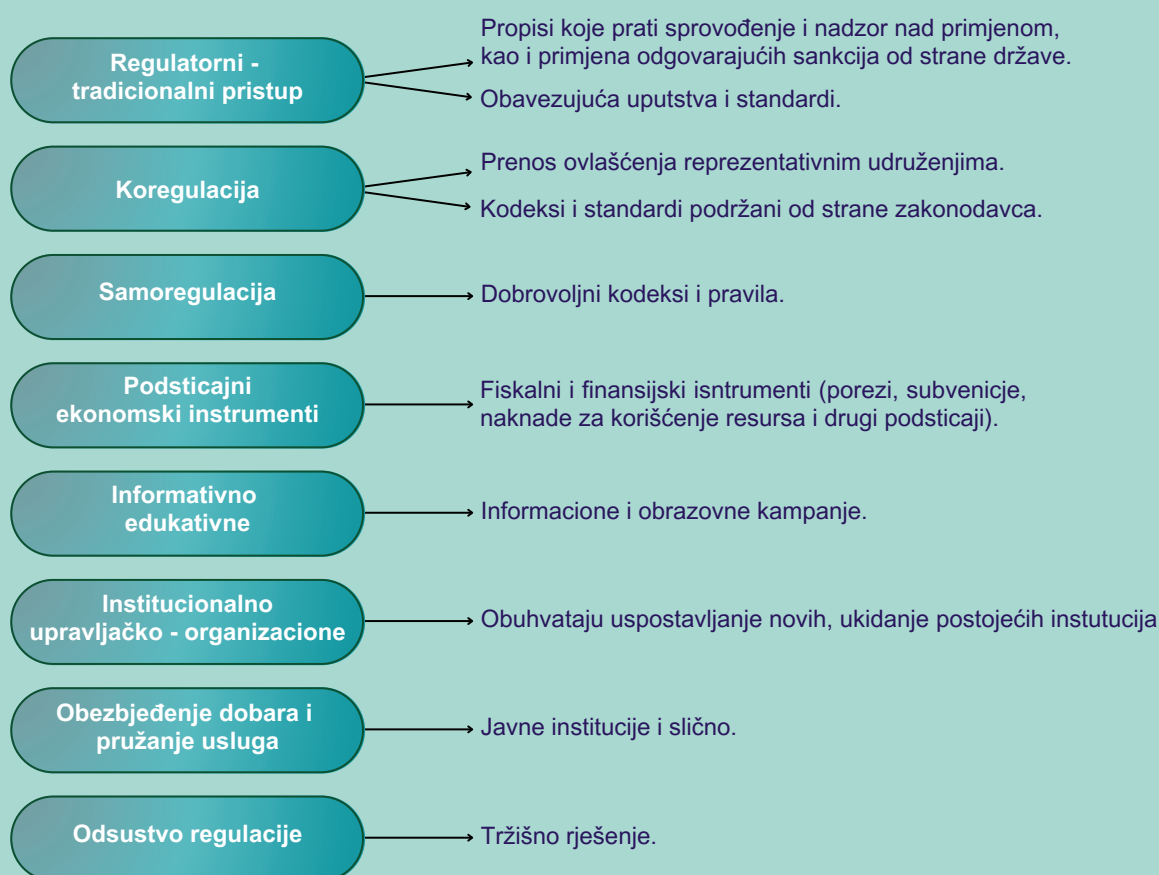 Regulatorni -
tradicionalni pristup
Propisi koje prati sprovođenje i nadzor nad primjenom,
kao i primjena odgovarajućih sankcija od strane države.
Obavezujuća uputstva i standardi.
Koregulacija
Prenos ovlašćenja reprezentativnim udruženjima.
Kodeksi i standardi podržani od strane zakonodavca.
Samoregulacija
Dobrovoljni kodeksi i pravila.
Podsticajni
ekonomski instrumenti
Fiskalni i finansijski isntrumenti (porezi, subvenicje,
naknade za korišćenje resursa i drugi podsticaji).
Informativno
edukativne
Informacione i obrazovne kampanje.
Institucionalno
upravljačko - organizacione
Obuhvataju uspostavljanje novih, ukidanje postojećih instutucija
Obezbjeđenje dobara i
pružanje usluga
Javne institucije i slično.
Odsustvo regulacije
Tržišno rješenje.